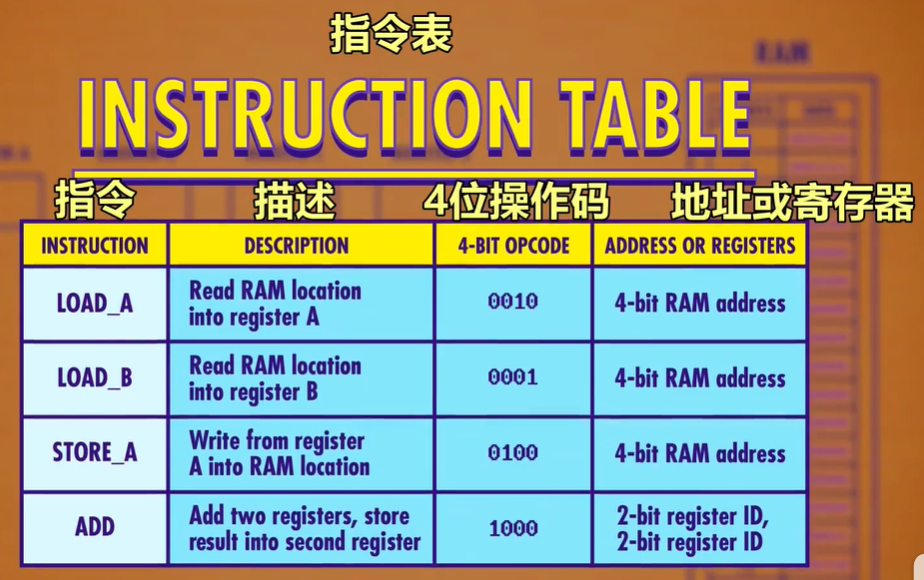 指令表
RAM
INSTRUCTION TABLE
指令 描述 4位操作码 地址或寄存器
INSTRUCTION DESCRIPTION 4-BIT OPCODE ADDRESS OR REGISTERS
LOAD_A Read RAM location into register A 0010 4-bit RAM address
LOAD_B Read RAM location into register B 0001 4-bit RAM address
STORE_A Write from register A into RAM location 0100 4-bit RAM address
ADD Add two registers, store result into second register 1000 2-bit register ID, 2-bit register ID